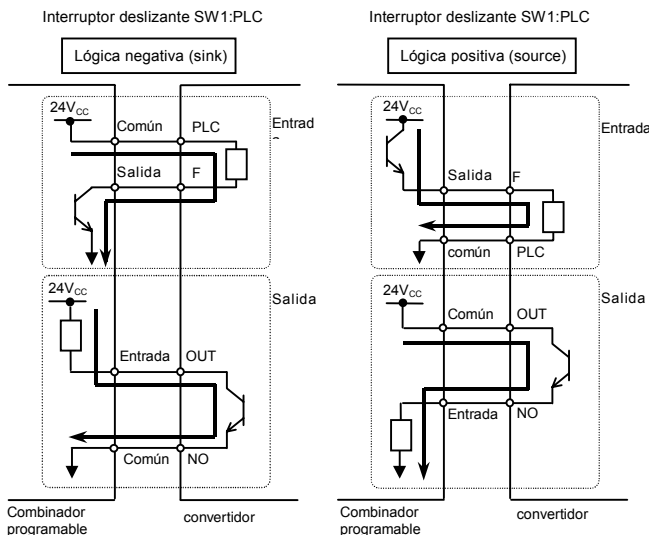 Interruptor deslizante SW1:PLC
Lógica negativa (sink)
24VCC
Común
PLC
Entrad
Salida
F
Salida
24VCC
Entrada
OUT
Común
NO
Combinador
programable
convertidor
Interruptor deslizante SW1:PLC
Lógica positiva (source)
24VCC
Entrada
Salida
F
común
PLC
24VCC
Salida
Común
OUT
Entrada
NO
Combinador
programable
convertidor